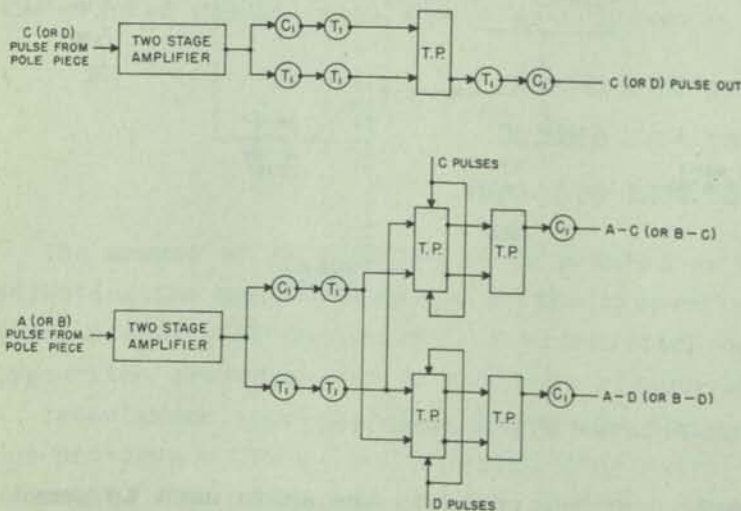 C (OR D)
PULSE FROM
POLE PIECE
TWO STAGE
AMPLIFIER
C₁
T₁
T₁
T₁
T.P.
T₁
C₁
C (OR D) PULSE OUT
C PULSES
T.P.
T.P.
C₁
A-C (OR B-C)
C₁
T₁
A (OR B)
PULSE FROM
POLE PIECE
TWO STAGE
AMPLIFIER
T₁
T₁
T.P.
T.P.
C₁
A-D (OR B-D)
D PULSES